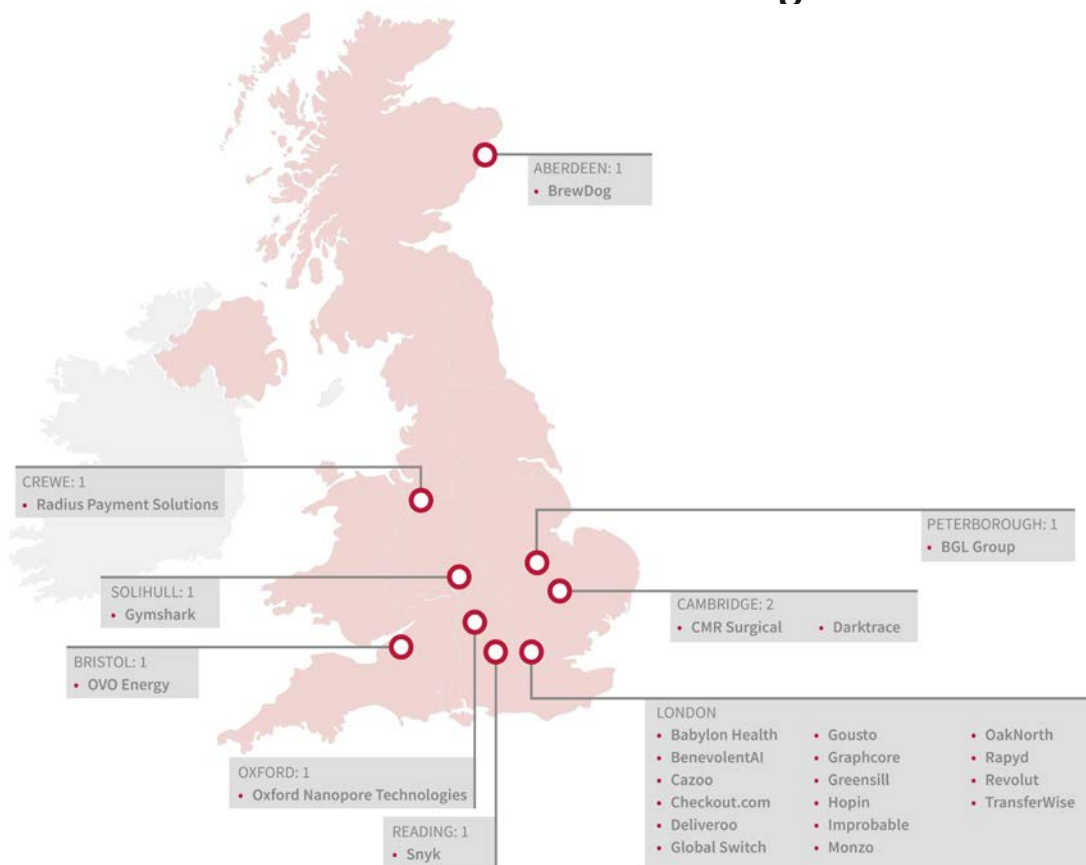 ABERDEEN: 1
• BrewDog
CREWE: 1
• Radius Payment Solutions
PETERBOROUGH: 1
• BGL Group
SOLIHULL: 1
• Gymshark
CAMBRIDGE: 2
• CMR Surgical • Darktrace
BRISTOL: 1
• OVO Energy
LONDON
• Babylon Health • Gousto • OakNorth
• BenevolentAI • Graphcore • Rapyd
• Cazoo • Greensill • Revolut
• Checkout.com • Hopin • TransferWise
• Deliveroo • Improbable
• Global Switch • Monzo
OXFORD: 1
• Oxford Nanopore Technologies
READING: 1
• Snyk